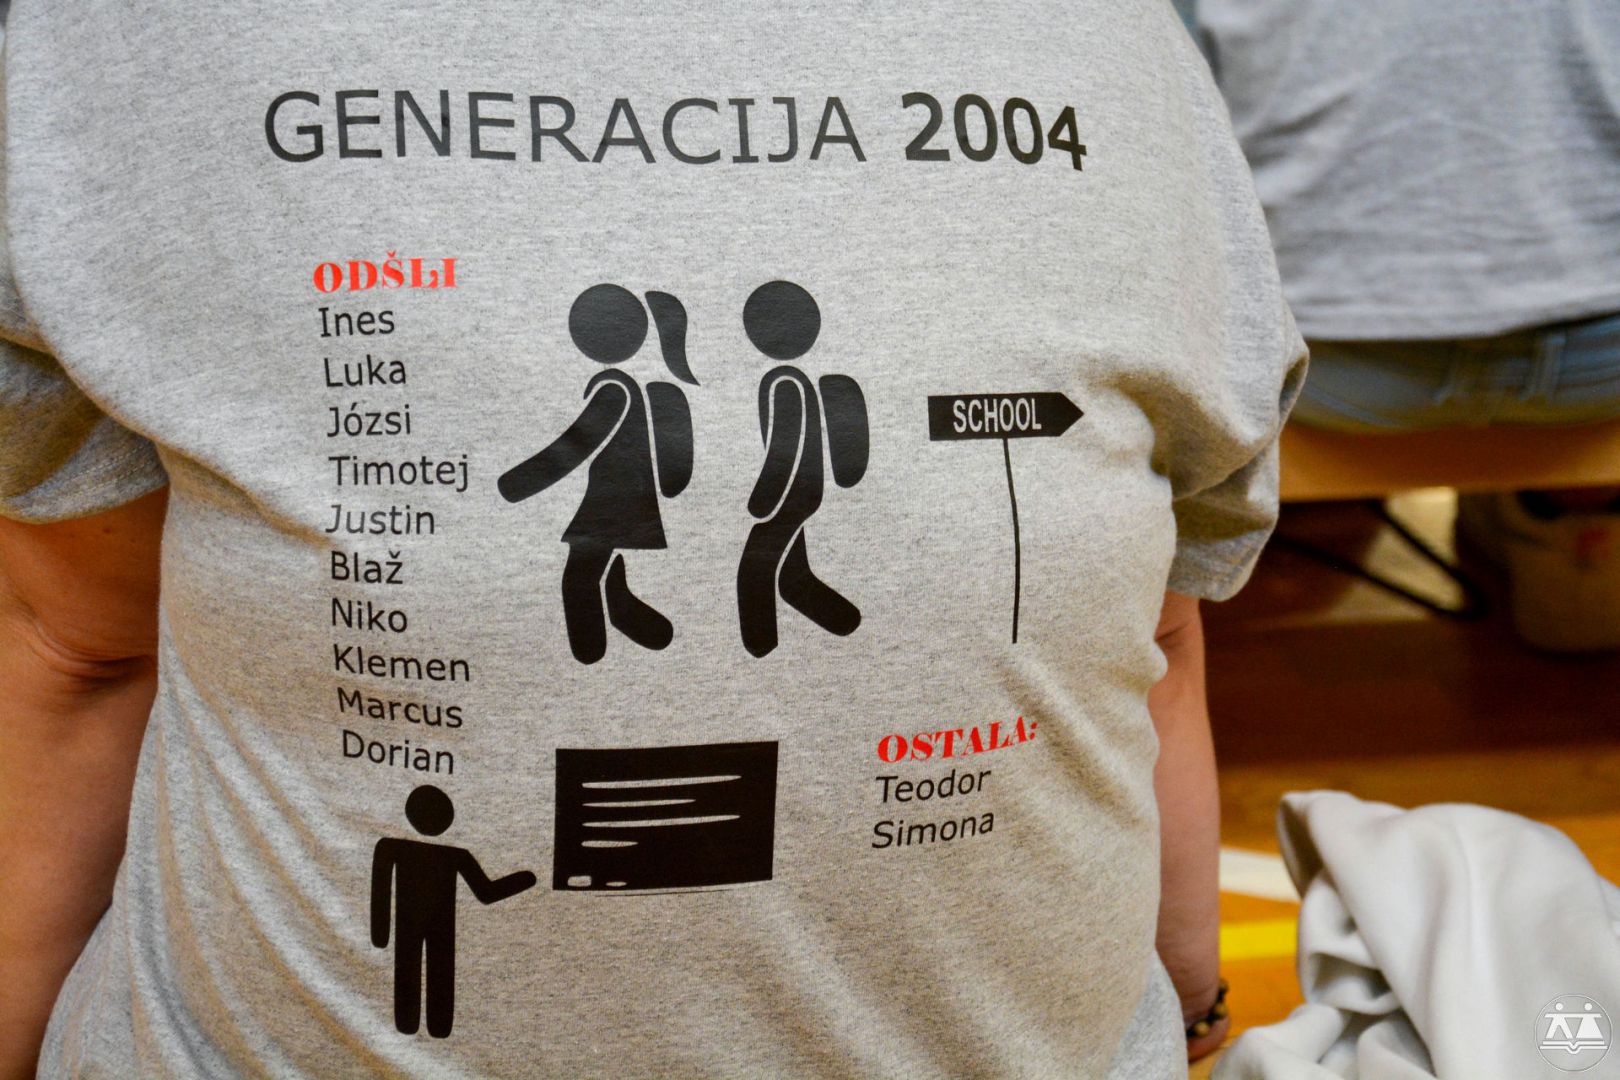 GENERACIJA 2004
ODŠLI
Ines
Luka
Józsi
Timotej
Justin
Blaž
Niko
Klemen
Marcus
Dorian
SCHOOL
OSTALA:
Teodor
Simona